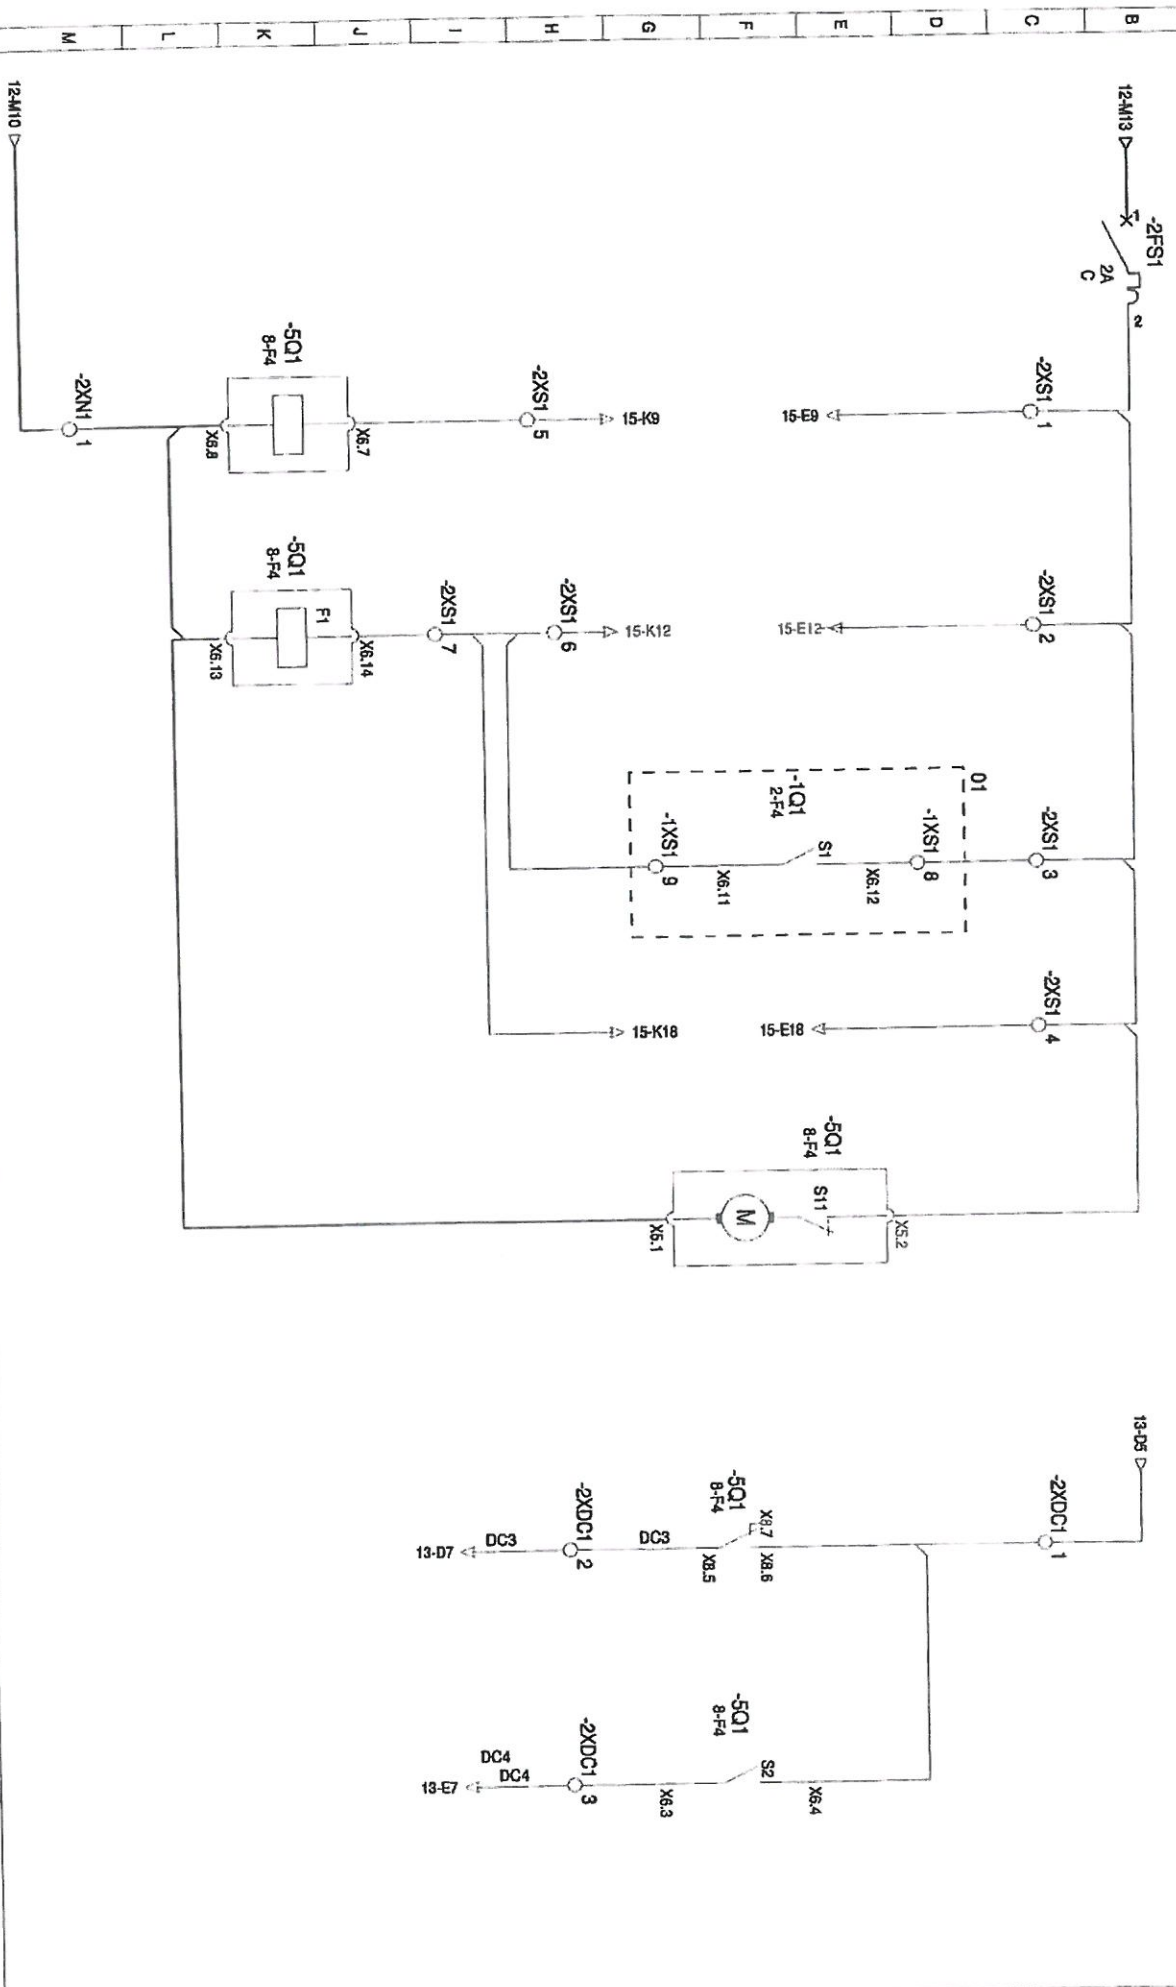 B
C
D
E
F
G
H
I
J
K
L
M
12-M13
-2FS1
1
2A
C
2
-2XS1
1
15-E9
15-K9
-2XS1
5
-5Q1
8-F4
X6.7
X6.8
-2XN1
1
12-M10
-2XS1
2
15-E12
15-K12
-2XS1
6
-2XS1
7
-5Q1
8-F4
F1
X6.14
X6.13
-2XS1
3
01
-1XS1
8
X6.12
S1
-1Q1
2-F4
X6.11
-1XS1
9
-2XS1
4
15-E18
15-K18
-5Q1
8-F4
X5.2
S11
M
X5.1
13-D5
-2XDC1
1
-5Q1
8-F4
X8.7
X8.6
X8.5
DC3
-2XDC1
2
DC3
13-D7
-5Q1
8-F4
X6.4
S2
X6.3
-2XDC1
3
DC4
DC4
13-E7